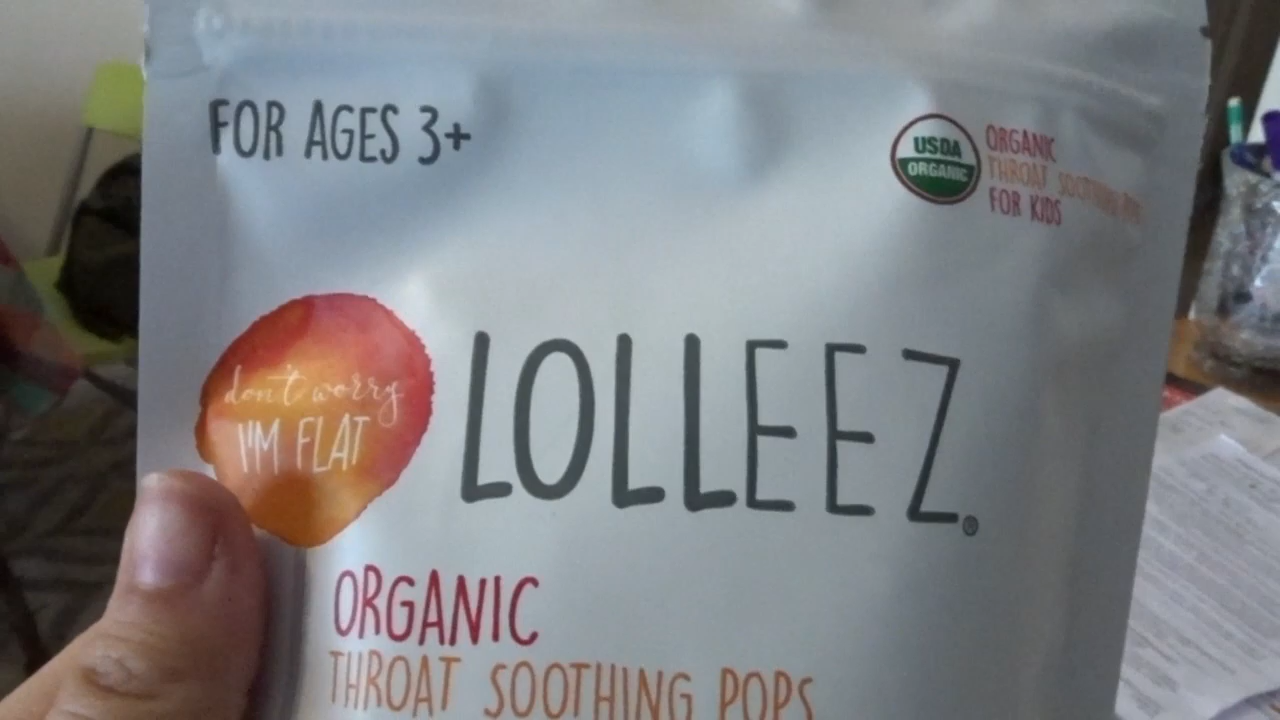 FOR AGES 3+
USDA
ORGANIC
ORGANIC
THROAT SOOTHING POPS
FOR KIDS
don't worry
I'M FLAT
LOLLEEZ®
ORGANIC
THROAT SOOTHING POPS